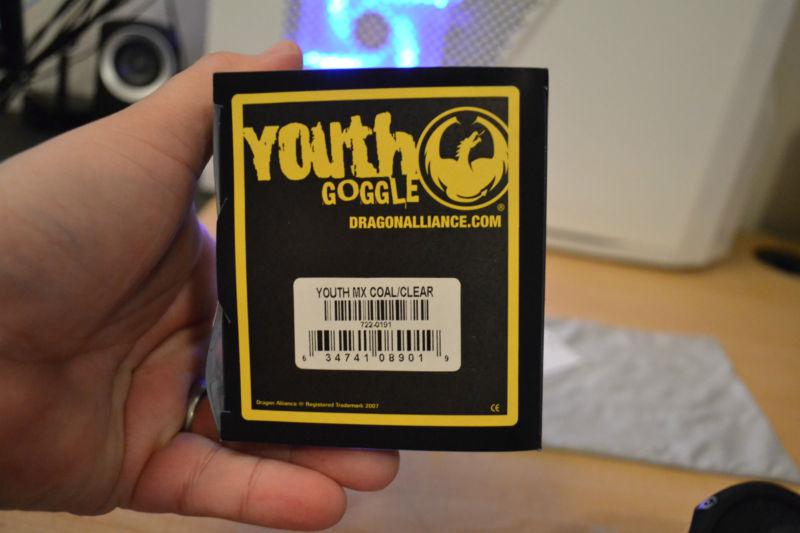 Youth
GOGGLE
®
DRAGONALLIANCE.COM
YOUTH MX COAL/CLEAR
722-0191
6 34741 08901 9
Dragon Alliance ® Registered Trademark 2007
CE